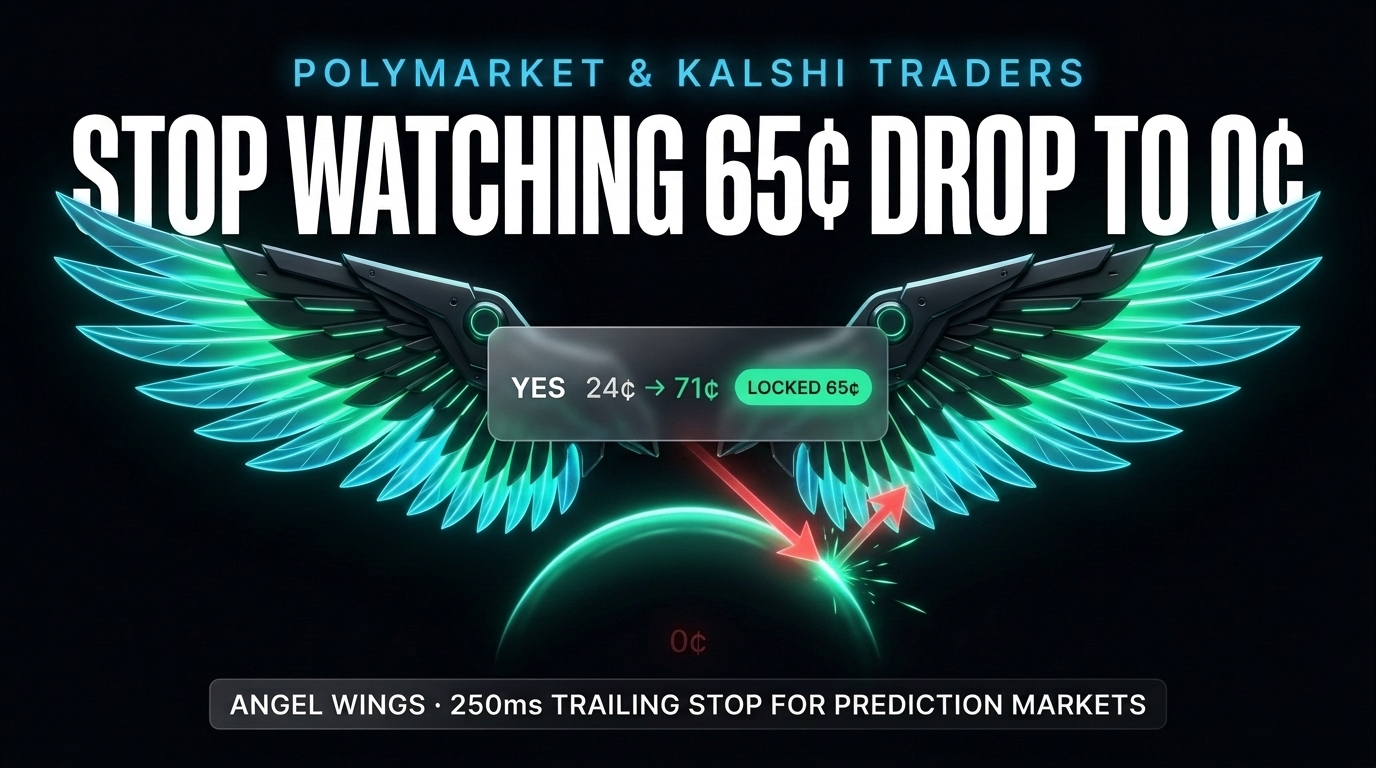 POLYMARKET & KALSHI TRADERS
STOP WATCHING 65¢ DROP TO 0¢
YES 24¢ → 71¢ LOCKED 65¢
0¢
ANGEL WINGS · 250ms TRAILING STOP FOR PREDICTION MARKETS